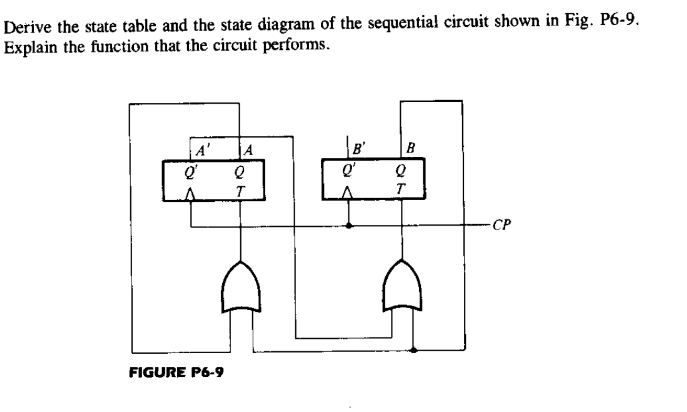 Derive the state table and the state diagram of the sequential circuit shown in Fig. P6-9.
Explain the function that the circuit performs.
A' A B' B
Q' Q Q' Q
T T
CP
FIGURE P6-9